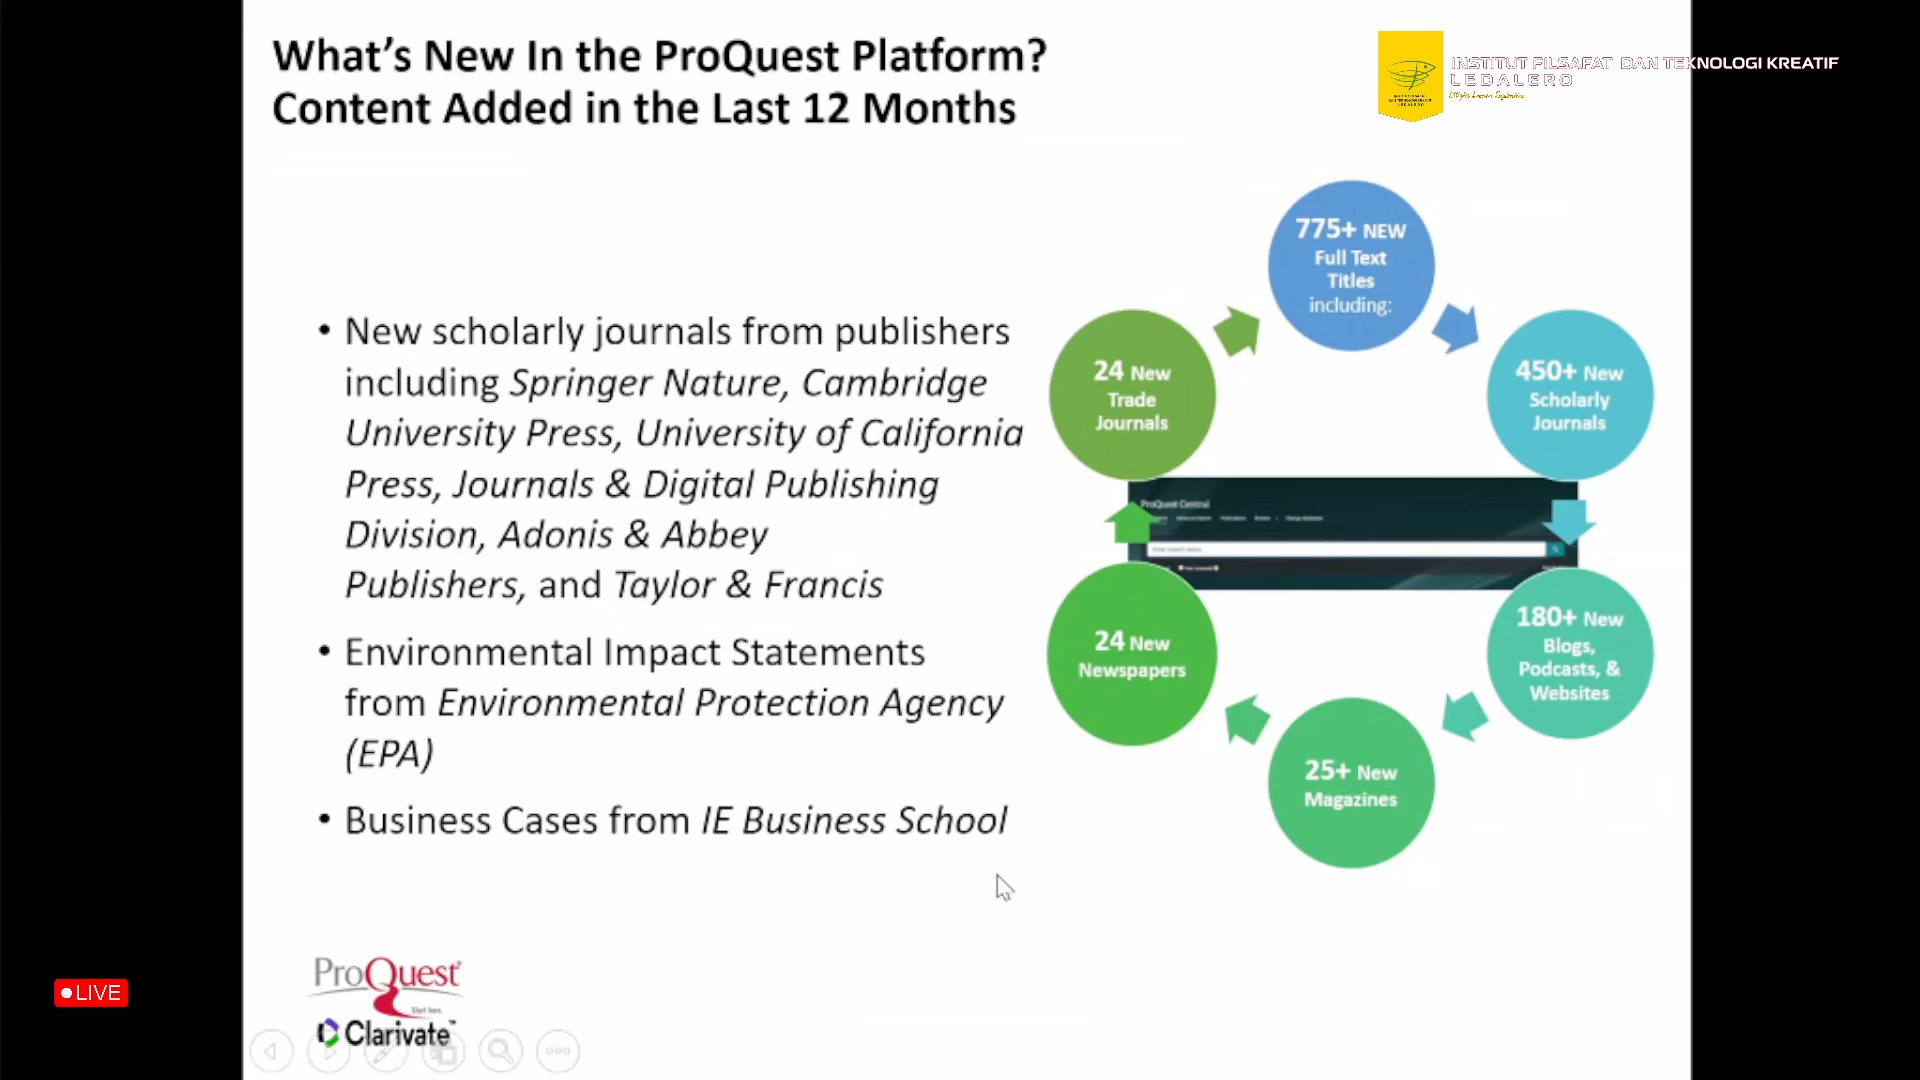 What's New In the ProQuest Platform?
Content Added in the Last 12 Months
INSTITUT FILSAFAT DAN TEKNOLOGI KREATIF
LEDALERO
• New scholarly journals from publishers
including Springer Nature, Cambridge
University Press, University of California
Press, Journals & Digital Publishing
Division, Adonis & Abbey
Publishers, and Taylor & Francis
• Environmental Impact Statements
from Environmental Protection Agency
(EPA)
• Business Cases from IE Business School
775+ NEW
Full Text
Titles
including:
450+ New
Scholarly
Journals
180+ New
Blogs,
Podcasts, &
Websites
25+ New
Magazines
24 New
Newspapers
24 New
Trade
Journals
ProQuest Central
ProQuest
Clarivate™
LIVE